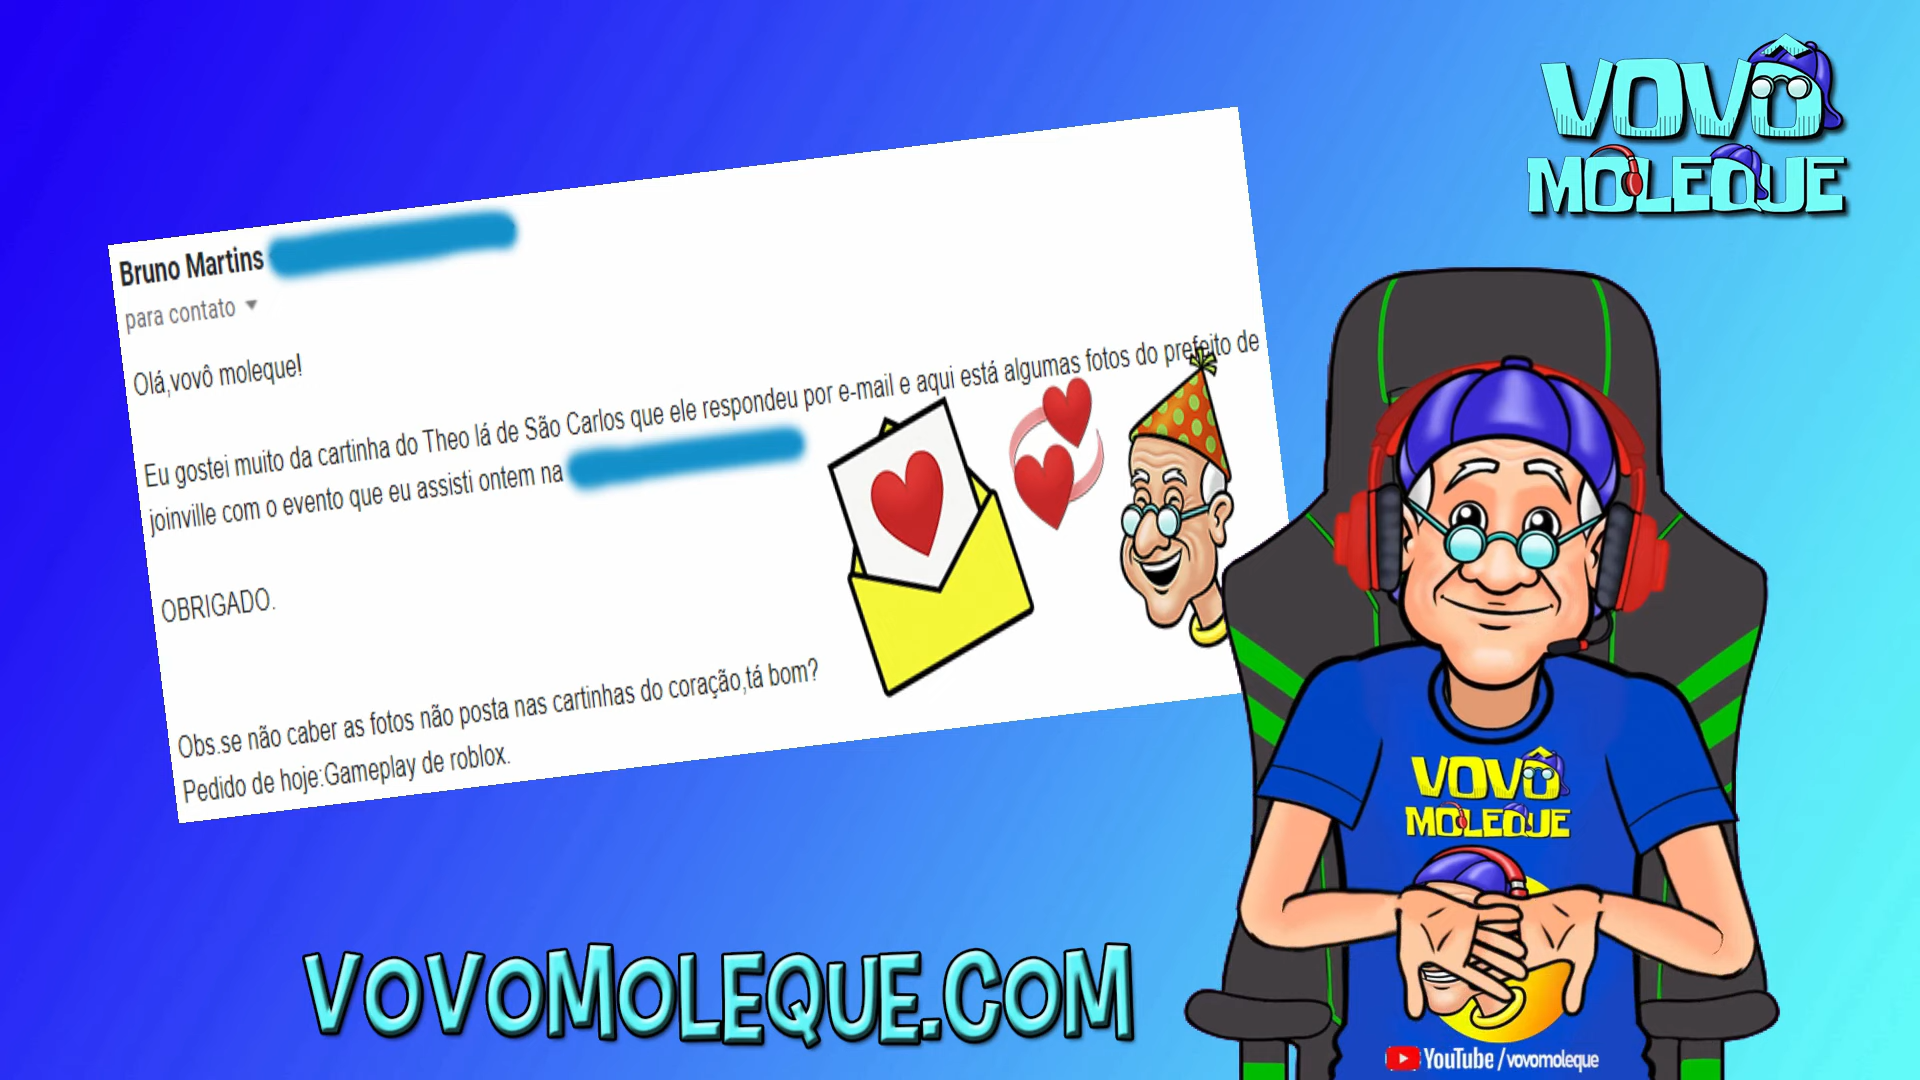 VOVÔ
MOLEQUE
Bruno Martins
para contato
Olá,vovô moleque!
Eu gostei muito da cartinha do Theo lá de São Carlos que ele respondeu por e-mail e aqui está algumas fotos do prefeito de
joinville com o evento que eu assisti ontem na
OBRIGADO.
Obs.se não caber as fotos não posta nas cartinhas do coração,tá bom?
Pedido de hoje:Gameplay de roblox.
VOVÔ
MOLEQUE
VOVOMOLEQUE.COM
YouTube/vovomoleque